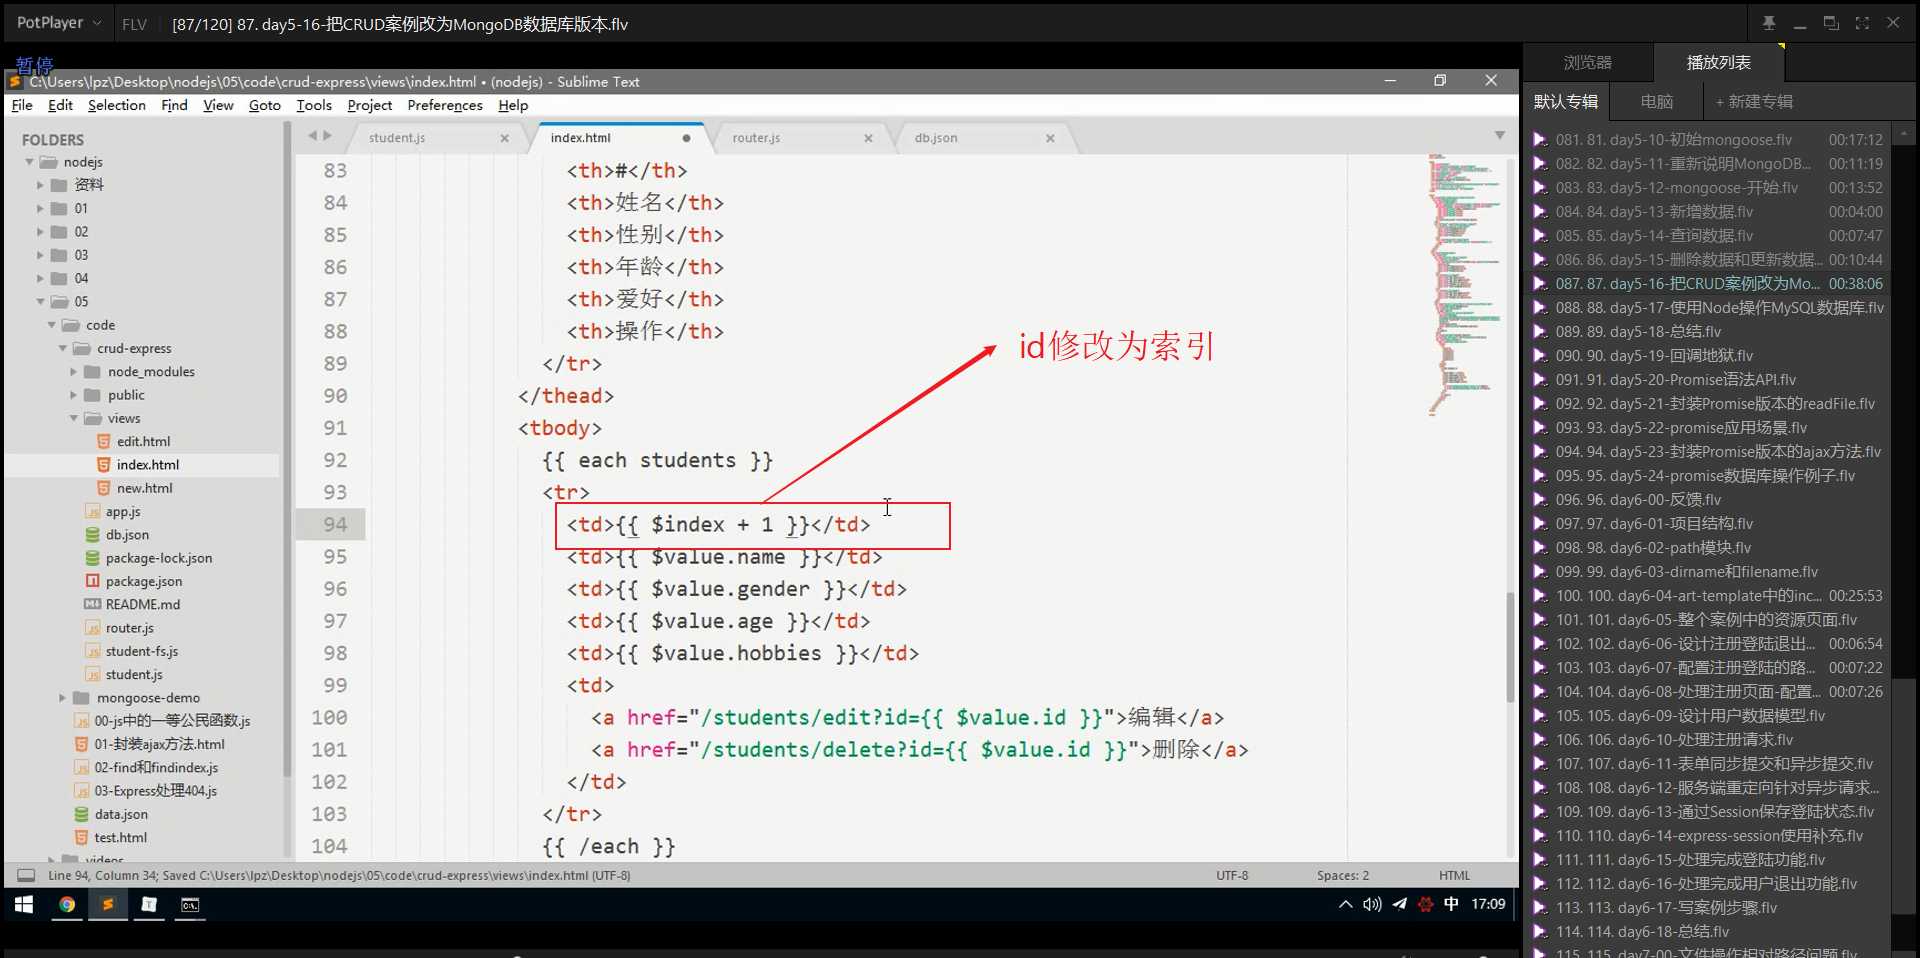 PotPlayer
FLV
[87/120] 87. day5-16-把CRUD案例改为MongoDB数据库版本.flv
暂停
C:\Users\lpz\Desktop\nodejs\05\code\crud-express\views\index.html • (nodejs) - Sublime Text
File Edit Selection Find View Goto Tools Project Preferences Help
FOLDERS
nodejs
资料
01
02
03
04
05
code
crud-express
node_modules
public
views
edit.html
index.html
new.html
app.js
db.json
package-lock.json
package.json
README.md
router.js
student-fs.js
student.js
mongoose-demo
00-js中的一等公民函数.js
01-封装ajax方法.html
02-find和findindex.js
03-Express处理404.js
data.json
test.html
videos
student.js
index.html
router.js
db.json
83 <th>#</th>
84 <th>姓名</th>
85 <th>性别</th>
86 <th>年龄</th>
87 <th>爱好</th>
88 <th>操作</th>
89 </tr>
90 </thead>
91 <tbody>
92 {{ each students }}
93 <tr>
94 <td>{{ $index + 1 }}</td>
95 <td>{{ $value.name }}</td>
96 <td>{{ $value.gender }}</td>
97 <td>{{ $value.age }}</td>
98 <td>{{ $value.hobbies }}</td>
99 <td>
100 <a href="/students/edit?id={{ $value.id }}">编辑</a>
101 <a href="/students/delete?id={{ $value.id }}">删除</a>
102 </td>
103 </tr>
104 {{ /each }}
id修改为索引
Line 94, Column 34; Saved C:\Users\lpz\Desktop\nodejs\05\code\crud-express\views\index.html (UTF-8)
UTF-8
Spaces: 2
HTML
中
17:09
浏览器
播放列表
默认专辑
电脑
+ 新建专辑
081. 81. day5-10-初始mongoose.flv 00:17:12
082. 82. day5-11-重新说明MongoDB... 00:11:19
083. 83. day5-12-mongoose-开始.flv 00:13:52
084. 84. day5-13-新增数据.flv 00:04:00
085. 85. day5-14-查询数据.flv 00:07:47
086. 86. day5-15-删除数据和更新数据... 00:10:44
087. 87. day5-16-把CRUD案例改为Mo... 00:38:06
088. 88. day5-17-使用Node操作MySQL数据库.flv
089. 89. day5-18-总结.flv
090. 90. day5-19-回调地狱.flv
091. 91. day5-20-Promise语法API.flv
092. 92. day5-21-封装Promise版本的readFile.flv
093. 93. day5-22-promise应用场景.flv
094. 94. day5-23-封装Promise版本的ajax方法.flv
095. 95. day5-24-promise数据库操作例子.flv
096. 96. day6-00-反馈.flv
097. 97. day6-01-项目结构.flv
098. 98. day6-02-path模块.flv
099. 99. day6-03-dirname和filename.flv
100. 100. day6-04-art-template中的inc... 00:25:53
101. 101. day6-05-整个案例中的资源页面.flv
102. 102. day6-06-设计注册登陆退出... 00:06:54
103. 103. day6-07-配置注册登陆的路... 00:07:22
104. 104. day6-08-处理注册页面-配置... 00:07:26
105. 105. day6-09-设计用户数据模型.flv
106. 106. day6-10-处理注册请求.flv
107. 107. day6-11-表单同步提交和异步提交.flv
108. 108. day6-12-服务端重定向针对异步请求...
109. 109. day6-13-通过Session保存登陆状态.flv
110. 110. day6-14-express-session使用补充.flv
111. 111. day6-15-处理完成登陆功能.flv
112. 112. day6-16-处理完成用户退出功能.flv
113. 113. day6-17-写案例步骤.flv
114. 114. day6-18-总结.flv
115. 115. day7-00-文件操作相对路径问题.flv